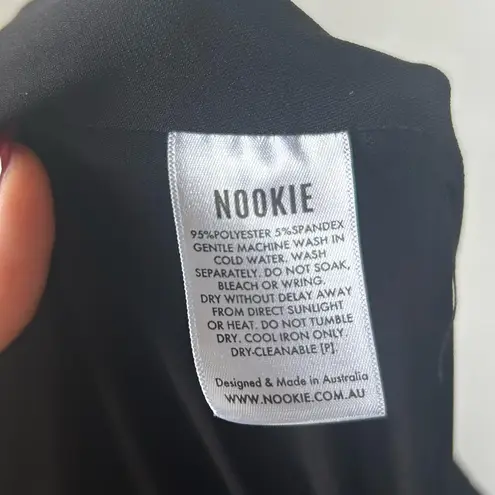 NOOKIE
95%POLYESTER 5%SPANDEX
GENTLE MACHINE WASH IN
COLD WATER. WASH
SEPARATELY. DO NOT SOAK,
BLEACH OR WRING.
DRY WITHOUT DELAY AWAY
FROM DIRECT SUNLIGHT
OR HEAT. DO NOT TUMBLE
DRY. COOL IRON ONLY.
DRY-CLEANABLE [P].
Designed & Made in Australia
WWW.NOOKIE.COM.AU